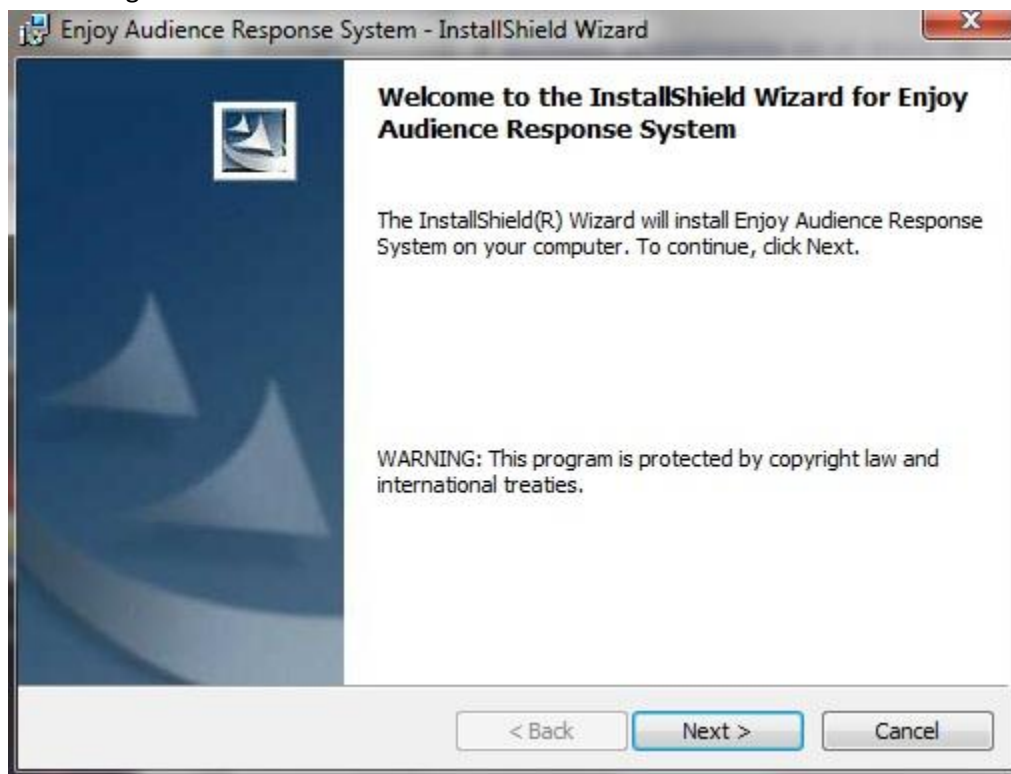 Enjoy Audience Response System - InstallShield Wizard
Welcome to the InstallShield Wizard for Enjoy
Audience Response System
The InstallShield(R) Wizard will install Enjoy Audience Response
System on your computer. To continue, click Next.
WARNING: This program is protected by copyright law and
international treaties.
< Back
Next >
Cancel